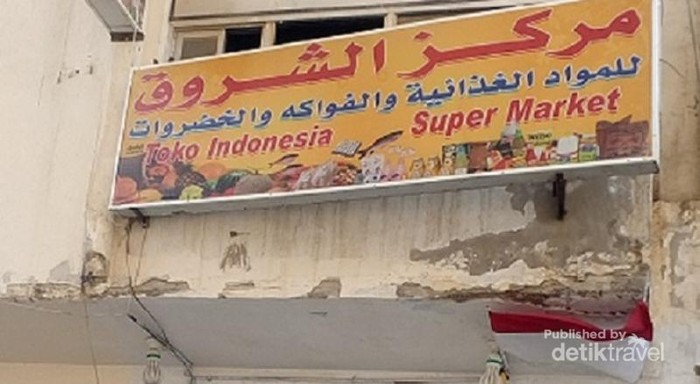 مركز الشروق
للمواد الغذائية والفواكه والخضروات
Toko Indonesia Super Market
Published by
detiktravel